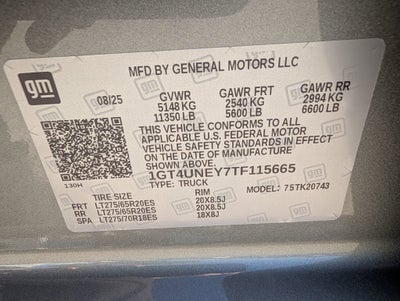 gm
MFD BY GENERAL MOTORS LLC
08/25
GVWR GAWR FRT GAWR RR
5148 KG 2540 KG 2994 KG
11350 LB 5600 LB 6600 LB
THIS VEHICLE CONFORMS TO ALL
APPLICABLE U.S. FEDERAL MOTOR
VEHICLE SAFETY STANDARDS IN EFFECT
ON THE DATE OF MANUFACTURE
SHOWN ABOVE.
1GT4UNEY7TF115665
130H
TYPE: TRUCK MODEL: 75TK20743
TIRE SIZE RIM
FRT LT275/65R20ES 20X8.5J
RR LT275/65R20ES 20X8.5J
SPA LT275/70R18ES 18X8J